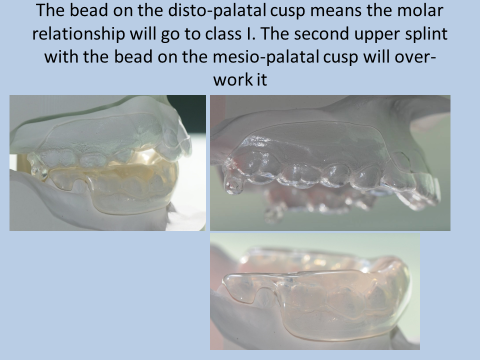 The bead on the disto-palatal cusp means the molar
relationship will go to class I. The second upper splint
with the bead on the mesio-palatal cusp will over-
work it